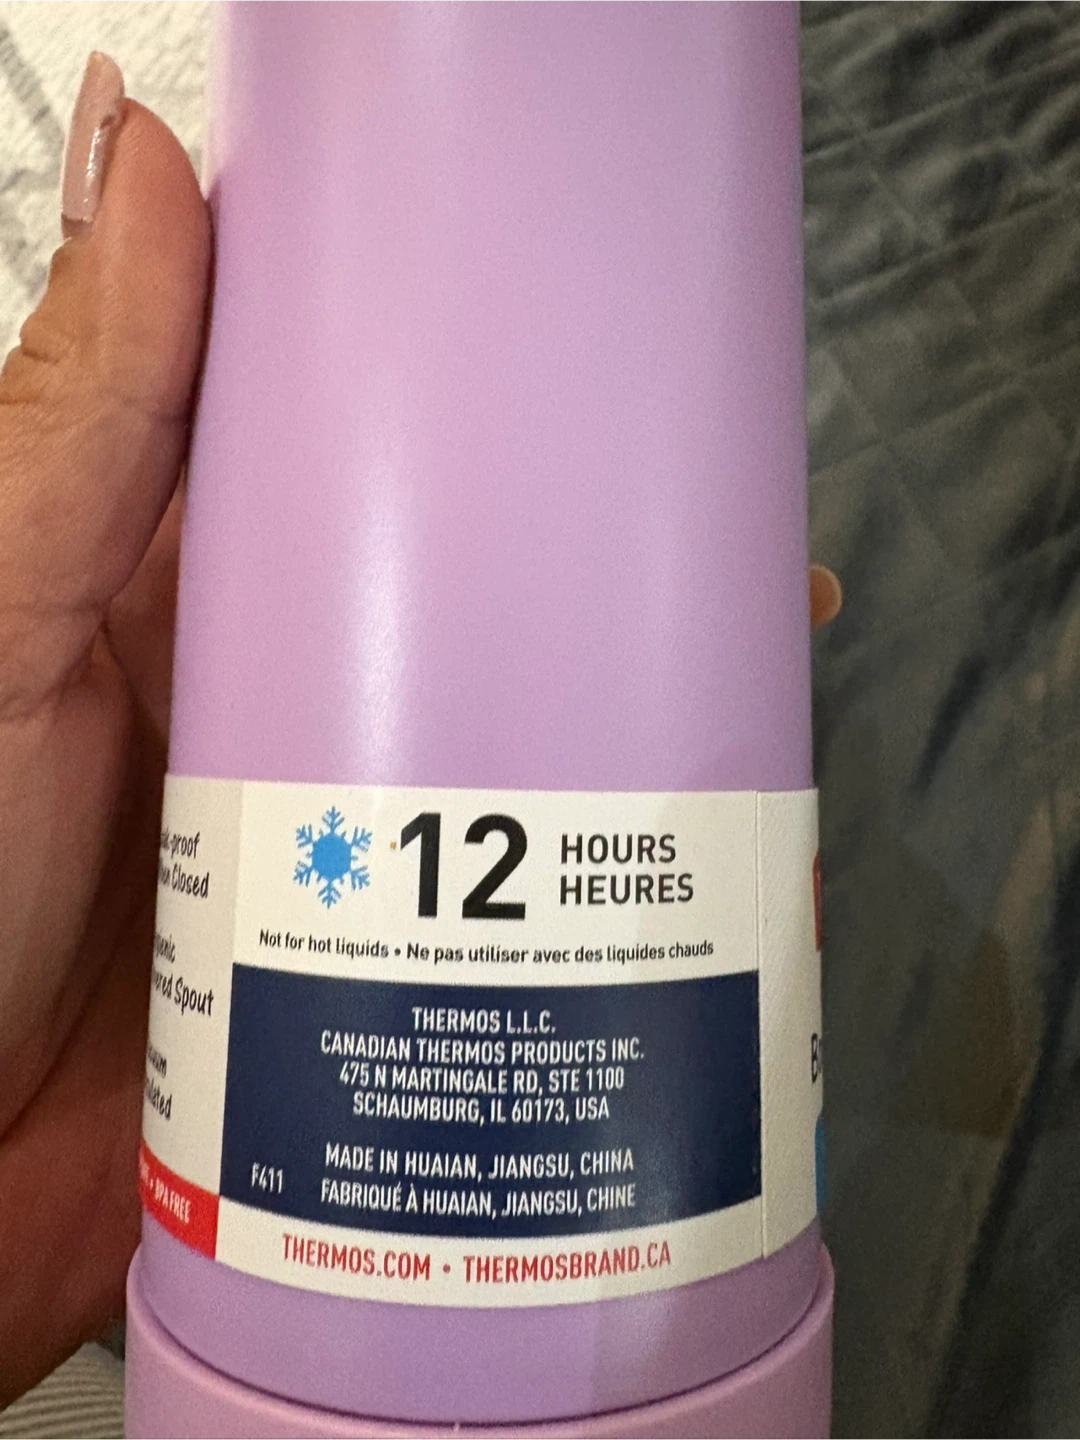 -proof
Closed
Spout
BPA FREE
12 HOURS
HEURES
Not for hot liquids • Ne pas utiliser avec des liquides chauds
THERMOS L.L.C.
CANADIAN THERMOS PRODUCTS INC.
475 N MARTINGALE RD, STE 1100
SCHAUMBURG, IL 60173, USA
MADE IN HUAIAN, JIANGSU, CHINA
F411 FABRIQUÉ À HUAIAN, JIANGSU, CHINE
THERMOS.COM • THERMOSBRAND.CA